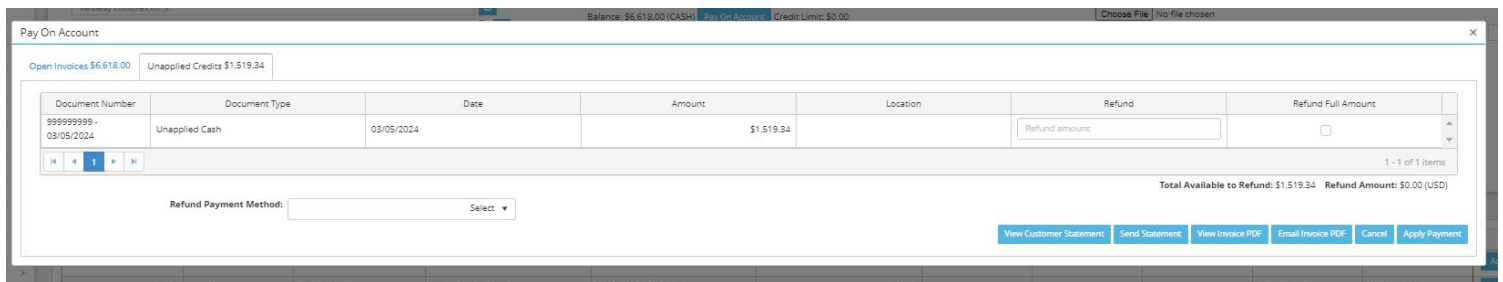 Balance: $6,618.00 (CASH) Pay On Account Credit Limit: $0.00 Choose File No file chosen
Pay On Account ×
Open Invoices $6,618.00 Unapplied Credits $1,519.34
Document Number Document Type Date Amount Location Refund Refund Full Amount
999999999 -
03/05/2024 Unapplied Cash 03/05/2024 $1,519.34 Refund amount
1 1 - 1 of 1 items
Total Available to Refund: $1,519.34 Refund Amount: $0.00 (USD)
Refund Payment Method: Select
View Customer Statement Send Statement View Invoice PDF Email Invoice PDF Cancel Apply Payment